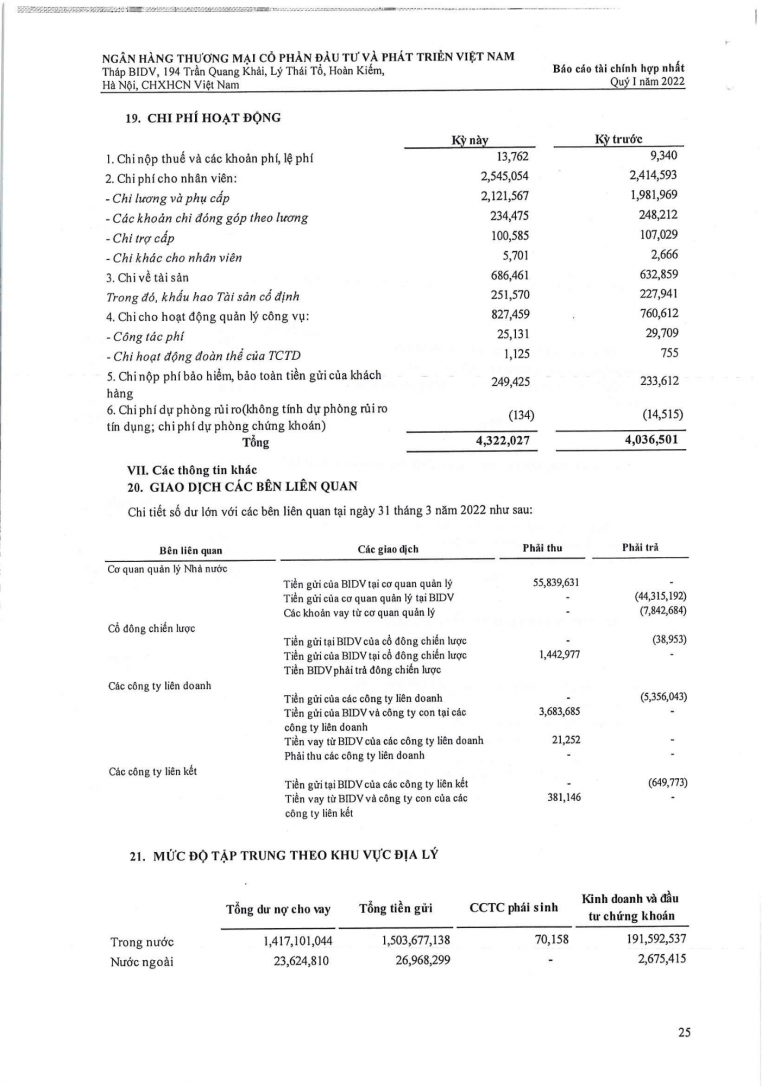 NGÂN HÀNG THƯƠNG MẠI CỔ PHẦN ĐẦU TƯ VÀ PHÁT TRIỂN VIỆT NAM
Tháp BIDV, 194 Trần Quang Khải, Lý Thái Tổ, Hoàn Kiếm, Báo cáo tài chính hợp nhất
Hà Nội, CHXHCN Việt Nam Quý I năm 2022
19. CHI PHÍ HOẠT ĐỘNG
Kỳ này Kỳ trước
1. Chi nộp thuế và các khoản phí, lệ phí 13,762 9,340
2. Chi phí cho nhân viên: 2,545,054 2,414,593
- Chi lương và phụ cấp 2,121,567 1,981,969
- Các khoản chi đóng góp theo lương 234,475 248,212
- Chi trợ cấp 100,585 107,029
- Chi khác cho nhân viên 5,701 2,666
3. Chi về tài sản 686,461 632,859
Trong đó, khấu hao Tài sản cố định 251,570 227,941
4. Chi cho hoạt động quản lý công vụ: 827,459 760,612
- Công tác phí 25,131 29,709
- Chi hoạt động đoàn thể của TCTD 1,125 755
5. Chi nộp phí bảo hiểm, bảo toàn tiền gửi của khách
hàng 249,425 233,612
6. Chi phí dự phòng rủi ro(không tính dự phòng rủi ro
tín dụng; chi phí dự phòng chứng khoán) (134) (14,515)
Tổng 4,322,027 4,036,501
VII. Các thông tin khác
20. GIAO DỊCH CÁC BÊN LIÊN QUAN
Chi tiết số dư lớn với các bên liên quan tại ngày 31 tháng 3 năm 2022 như sau:
Bên liên quan Các giao dịch Phải thu Phải trả
Cơ quan quản lý Nhà nước
Tiền gửi của BIDV tại cơ quan quản lý 55,839,631 -
Tiền gửi của cơ quan quản lý tại BIDV - (44,315,192)
Các khoản vay từ cơ quan quản lý - (7,842,684)
Cổ đông chiến lược
Tiền gửi tại BIDV của cổ đông chiến lược - (38,953)
Tiền gửi của BIDV tại cổ đông chiến lược 1,442,977 -
Tiền BIDV phải trả đông chiến lược
Các công ty liên doanh
Tiền gửi của các công ty liên doanh - (5,356,043)
Tiền gửi của BIDV và công ty con tại các 3,683,685 -
công ty liên doanh
Tiền vay từ BIDV của các công ty liên doanh 21,252 -
Phải thu các công ty liên doanh - -
Các công ty liên kết
Tiền gửi tại BIDV của các công ty liên kết - (649,773)
Tiền vay từ BIDV và công ty con của các 381,146 -
công ty liên kết
21. MỨC ĐỘ TẬP TRUNG THEO KHU VỰC ĐỊA LÝ
Tổng dư nợ cho vay Tổng tiền gửi CCTC phái sinh Kinh doanh và đầu
tư chứng khoán
Trong nước 1,417,101,044 1,503,677,138 70,158 191,592,537
Nước ngoài 23,624,810 26,968,299 - 2,675,415
25